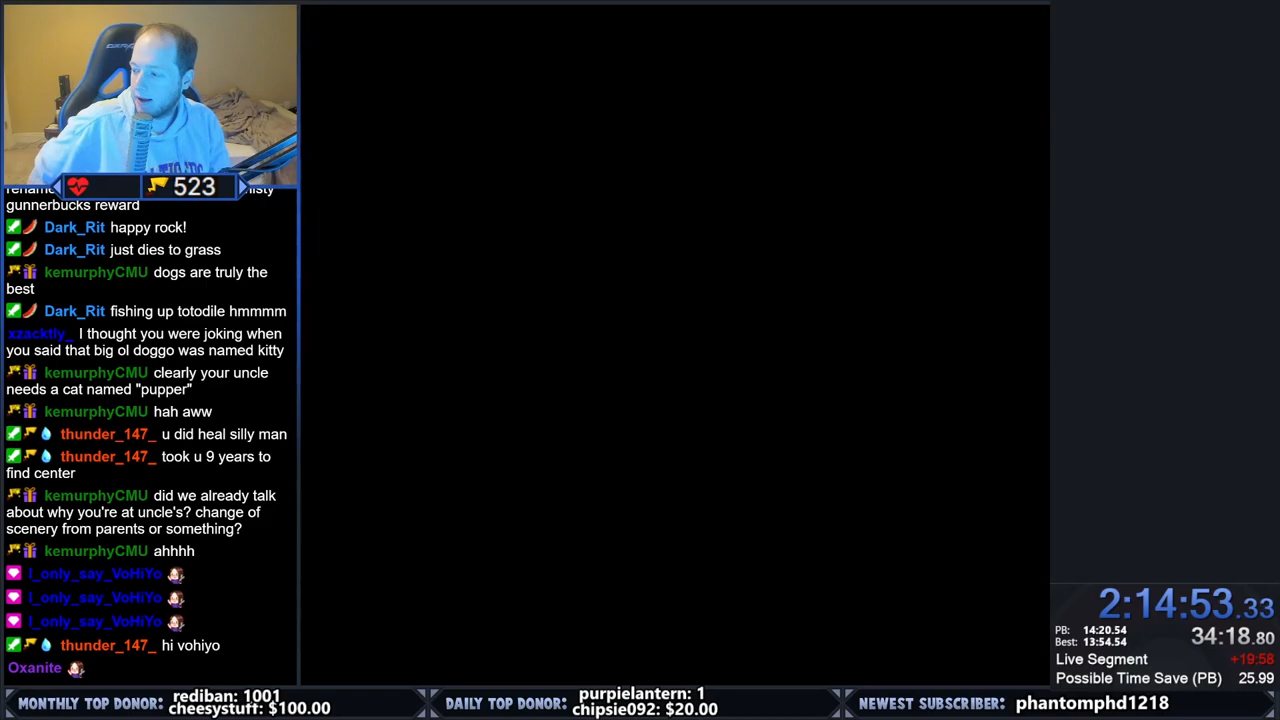 523
gunnerbucks reward
Dark_Rit happy rock!
Dark_Rit just dies to grass
kemurphyCMU dogs are truly the
best
Dark_Rit fishing up totodile hmmmm
xzacktly_ I thought you were joking when
you said that big ol doggo was named kitty
kemurphyCMU clearly your uncle
needs a cat named "pupper"
kemurphyCMU hah aww
thunder_147_ u did heal silly man
thunder_147_ took u 9 years to
find center
kemurphyCMU did we already talk
about why you're at uncle's? change of
scenery from parents or something?
kemurphyCMU ahhhh
I_only_say_VoHiYo
I_only_say_VoHiYo
I_only_say_VoHiYo
thunder_147_ hi vohiyo
Oxanite
2:14:53.33
PB: 14:20.54
Best: 13:54.54
34:18.80
Live Segment +19:58
Possible Time Save (PB) 25.99
MONTHLY TOP DONOR: rediban: 1001
cheesystuff: $100.00
DAILY TOP DONOR: purpielantern: 1
chipsie092: $20.00
NEWEST SUBSCRIBER: phantomphd1218